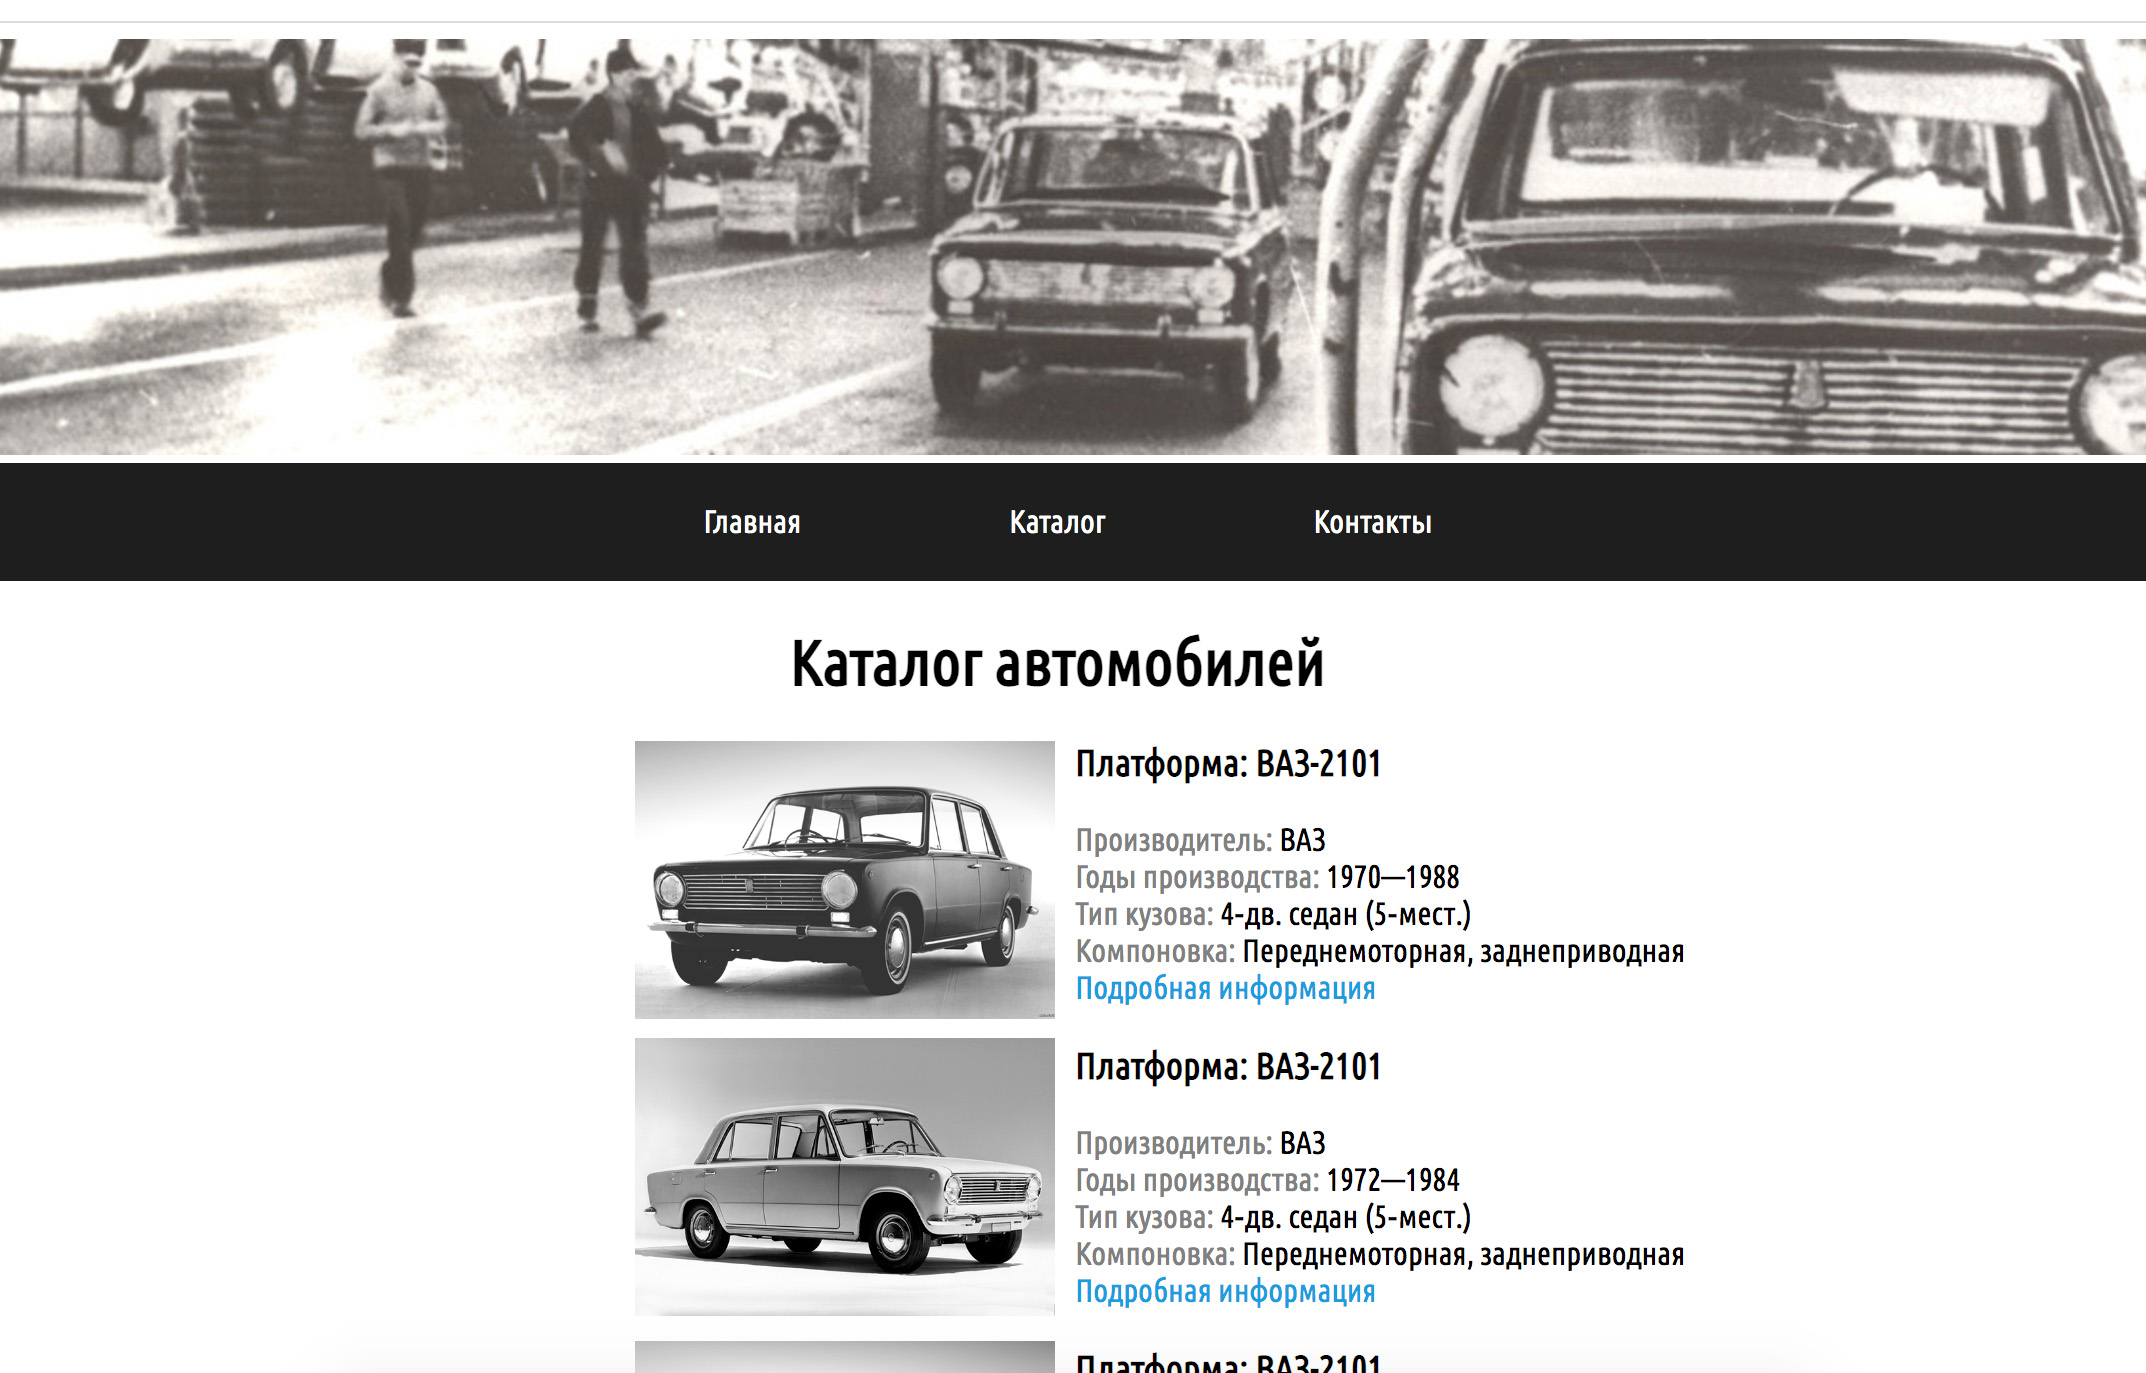 Главная Каталог Контакты
Каталог автомобилей
Платформа: ВАЗ-2101
Производитель: ВАЗ
Годы производства: 1970—1988
Тип кузова: 4-дв. седан (5-мест.)
Компоновка: Переднемоторная, заднеприводная
Подробная информация
Платформа: ВАЗ-2101
Производитель: ВАЗ
Годы производства: 1972—1984
Тип кузова: 4-дв. седан (5-мест.)
Компоновка: Переднемоторная, заднеприводная
Подробная информация
Платформа: ВАЗ-2101